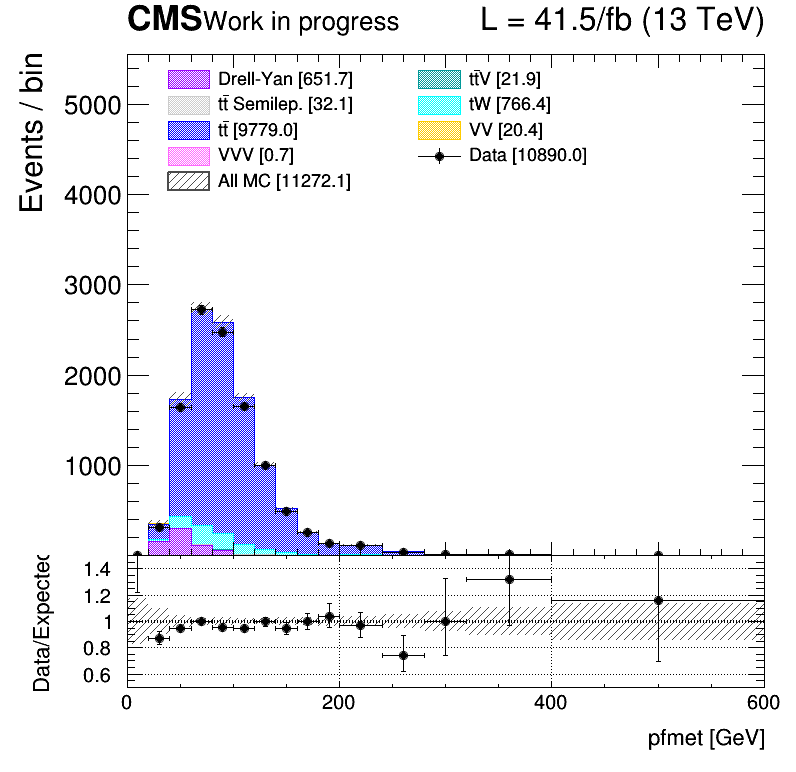 CMS Work in progress L = 41.5/fb (13 TeV)
Events / bin
Drell-Yan [651.7] tt̄V [21.9]
tt̄ Semilep. [32.1] tW [766.4]
tt̄ [9779.0] VV [20.4]
VVV [0.7] Data [10890.0]
All MC [11272.1]
5000
4000
3000
2000
1000
Data/Expected
1.4
1.2
1
0.8
0.6
0 200 400 600
pfmet [GeV]